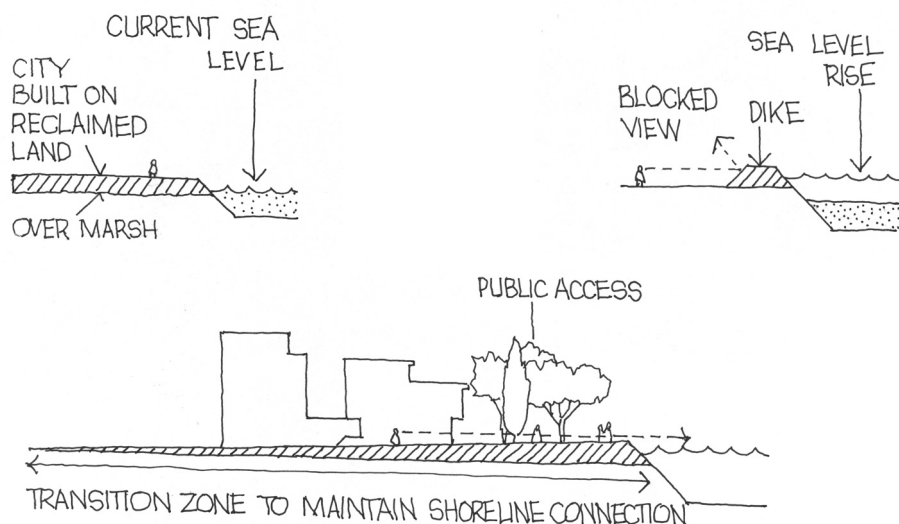 CURRENT SEA
LEVEL
CITY
BUILT ON
RECLAIMED
LAND
OVER MARSH
SEA LEVEL
RISE
BLOCKED
VIEW
DIKE
PUBLIC ACCESS
TRANSITION ZONE TO MAINTAIN SHORELINE CONNECTION